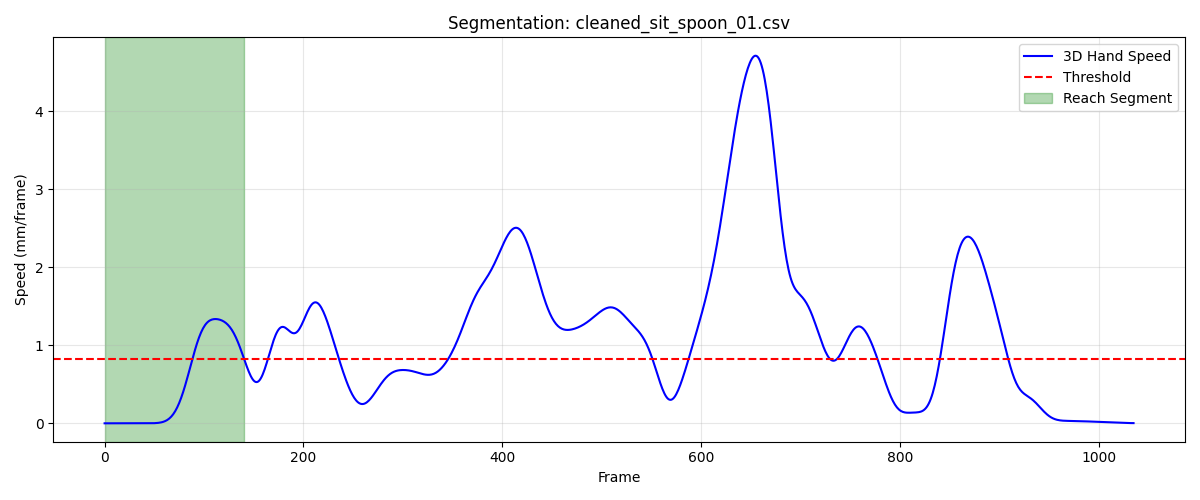 Segmentation: cleaned_sit_spoon_01.csv
3D Hand Speed
Threshold
Reach Segment
Speed (mm/frame)
4
3
2
1
0
0
200
400
600
800
1000
Frame